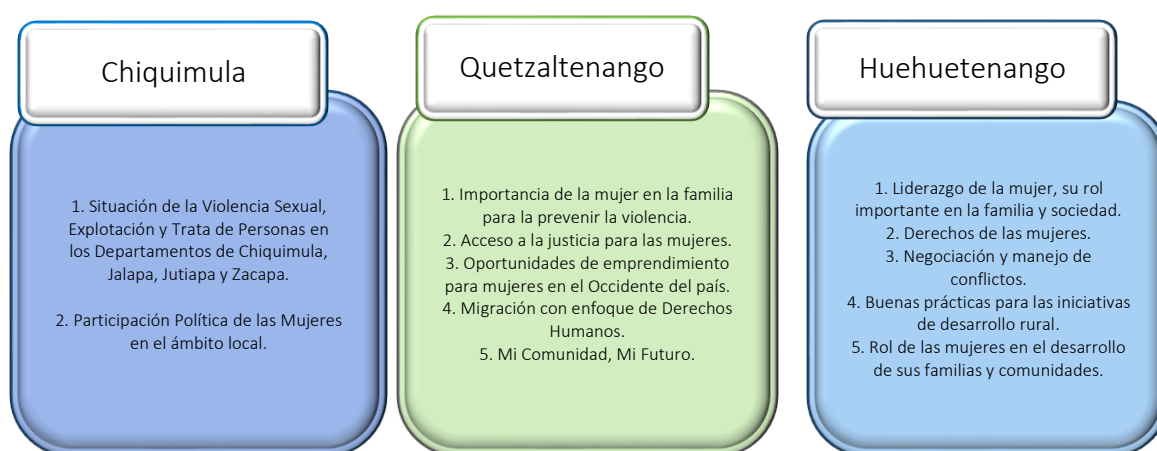 Chiquimula
1. Situación de la Violencia Sexual,
Explotación y Trata de Personas en
los Departamentos de Chiquimula,
Jalapa, Jutiapa y Zacapa.
2. Participación Política de las Mujeres
en el ámbito local.
Quetzaltenango
1. Importancia de la mujer en la familia
para la prevenir la violencia.
2. Acceso a la justicia para las mujeres.
3. Oportunidades de emprendimiento
para mujeres en el Occidente del país.
4. Migración con enfoque de Derechos
Humanos.
5. Mi Comunidad, Mi Futuro.
Huehuetenango
1. Liderazgo de la mujer, su rol
importante en la familia y sociedad.
2. Derechos de las mujeres.
3. Negociación y manejo de
conflictos.
4. Buenas prácticas para las iniciativas
de desarrollo rural.
5. Rol de las mujeres en el desarrollo
de sus familias y comunidades.